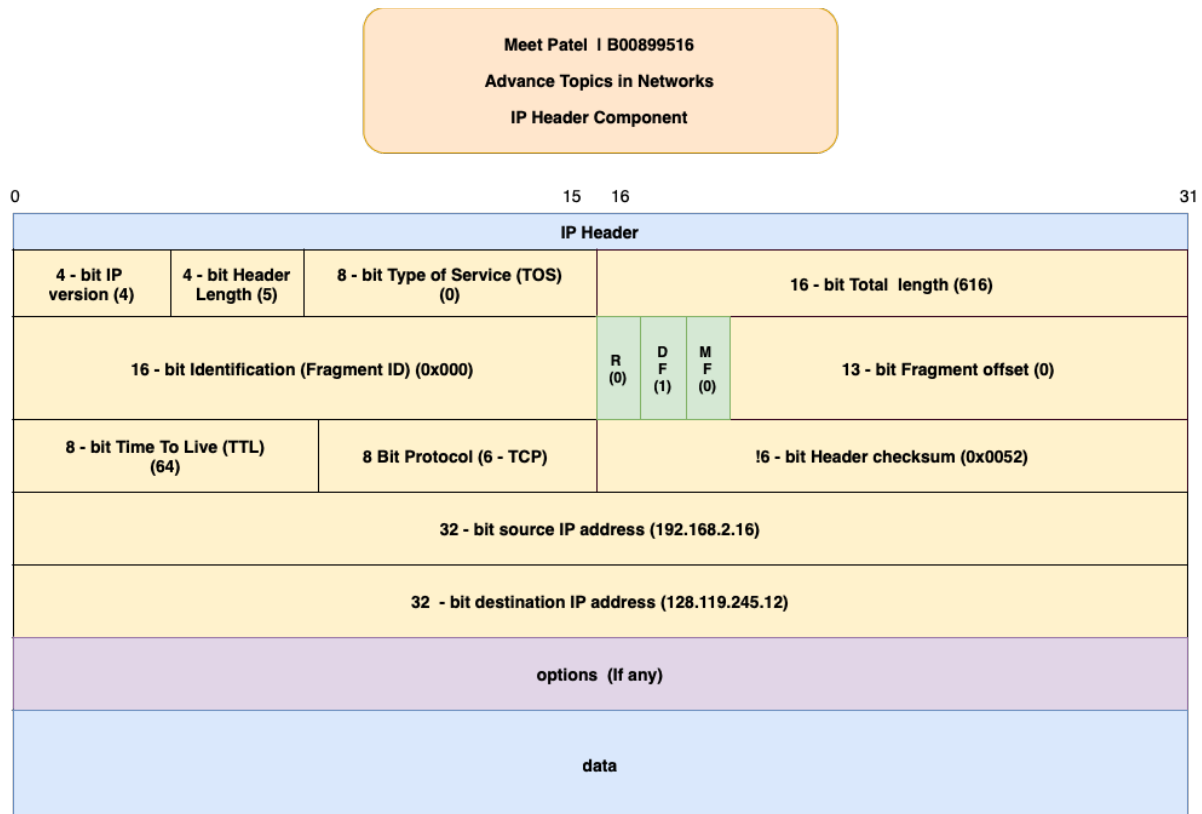 Meet Patel | B00899516
Advance Topics in Networks
IP Header Component
0 15 16 31
IP Header
4 - bit IP
version (4)
4 - bit Header
Length (5)
8 - bit Type of Service (TOS)
(0)
16 - bit Total length (616)
16 - bit Identification (Fragment ID) (0x000)
R
(0)
D
F
(1)
M
F
(0)
13 - bit Fragment offset (0)
8 - bit Time To Live (TTL)
(64)
8 Bit Protocol (6 - TCP)
!6 - bit Header checksum (0x0052)
32 - bit source IP address (192.168.2.16)
32 - bit destination IP address (128.119.245.12)
options (If any)
data